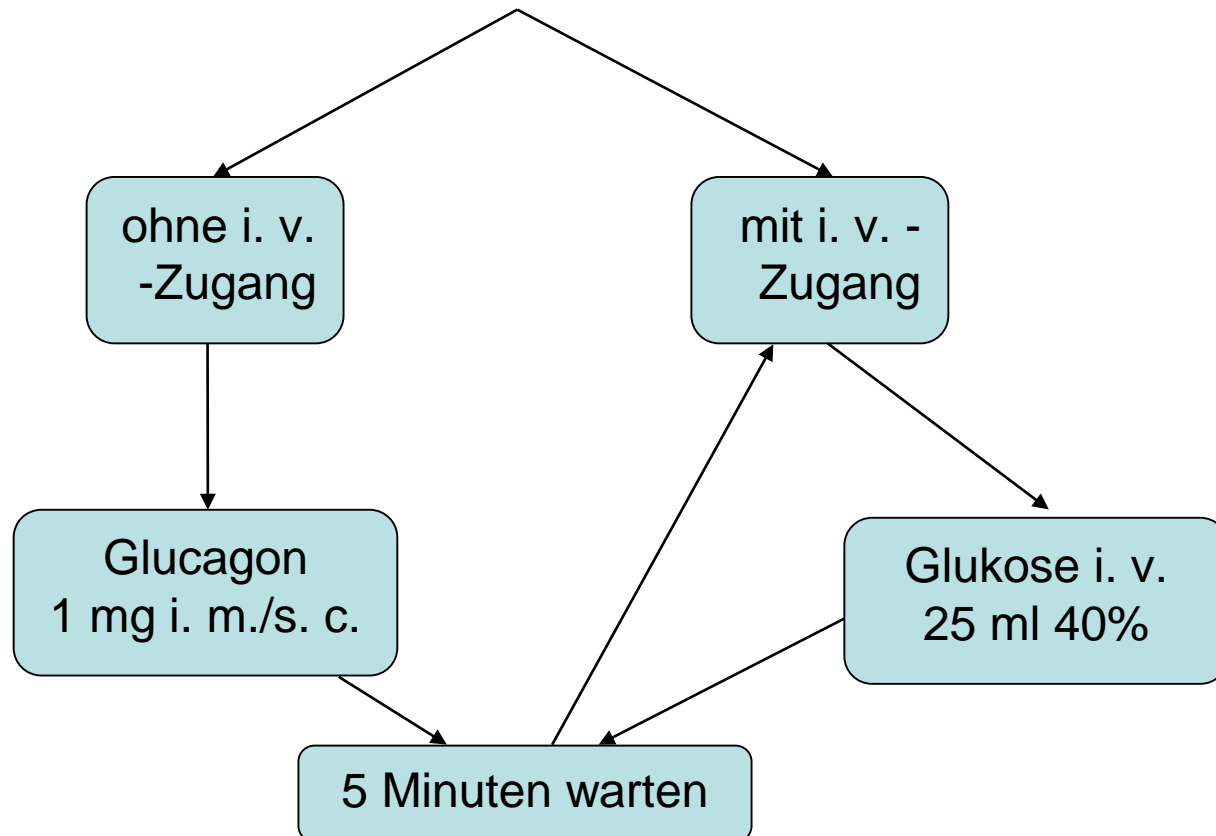 ohne i. v.
-Zugang
mit i. v. -
Zugang
Glucagon
1 mg i. m./s. c.
Glukose i. v.
25 ml 40%
5 Minuten warten